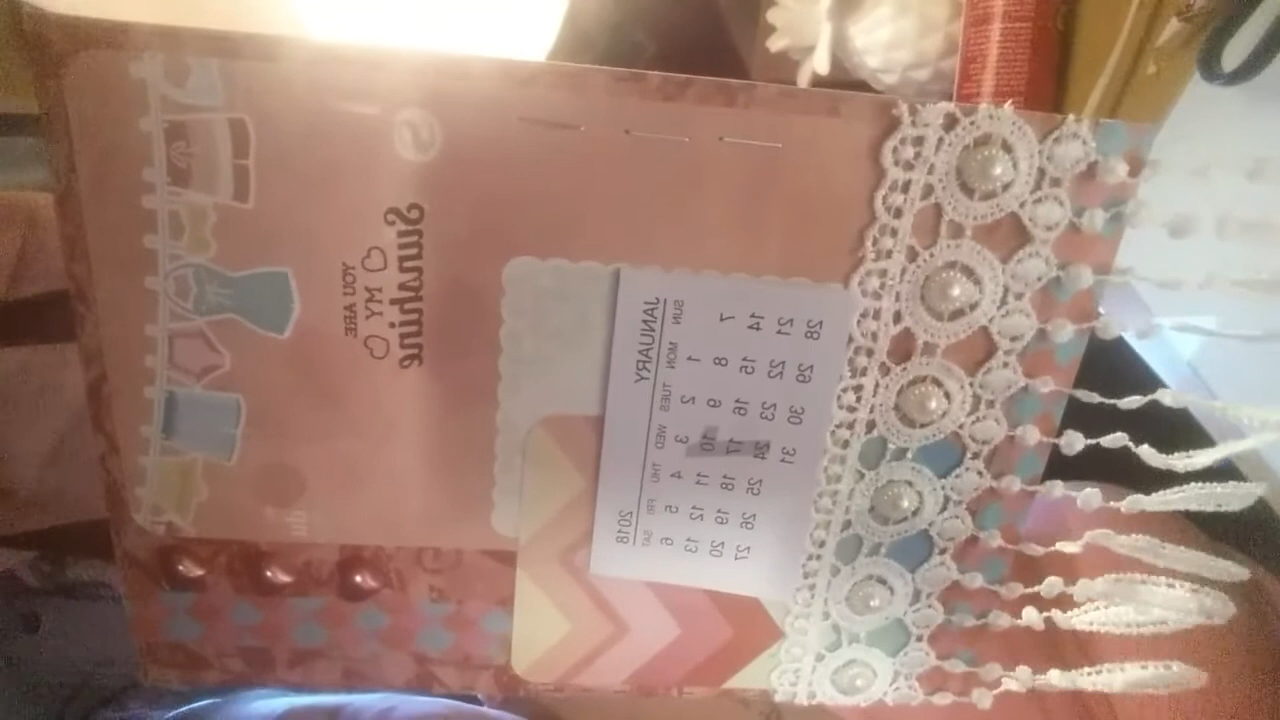 YOU ARE
MY
Sunshine
JANUARY 2018
SUN MON TUES WED THU FRI SAT
1 2 3 4 5 6
7 8 9 10 11 12 13
14 15 16 17 18 19 20
21 22 23 24 25 26 27
28 29 30 31